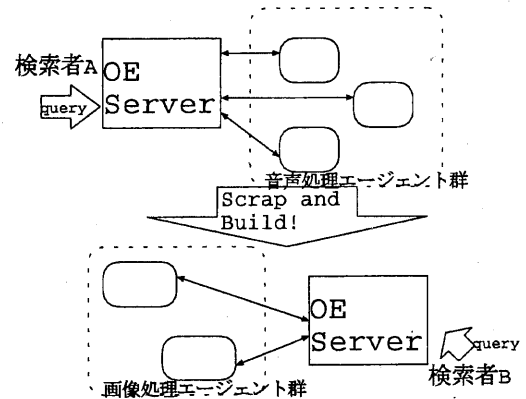 検索者A
query
OE
Server
音声処理エージェント群
Scrap and
Build!
画像処理エージェント群
OE
Server
query
検索者B